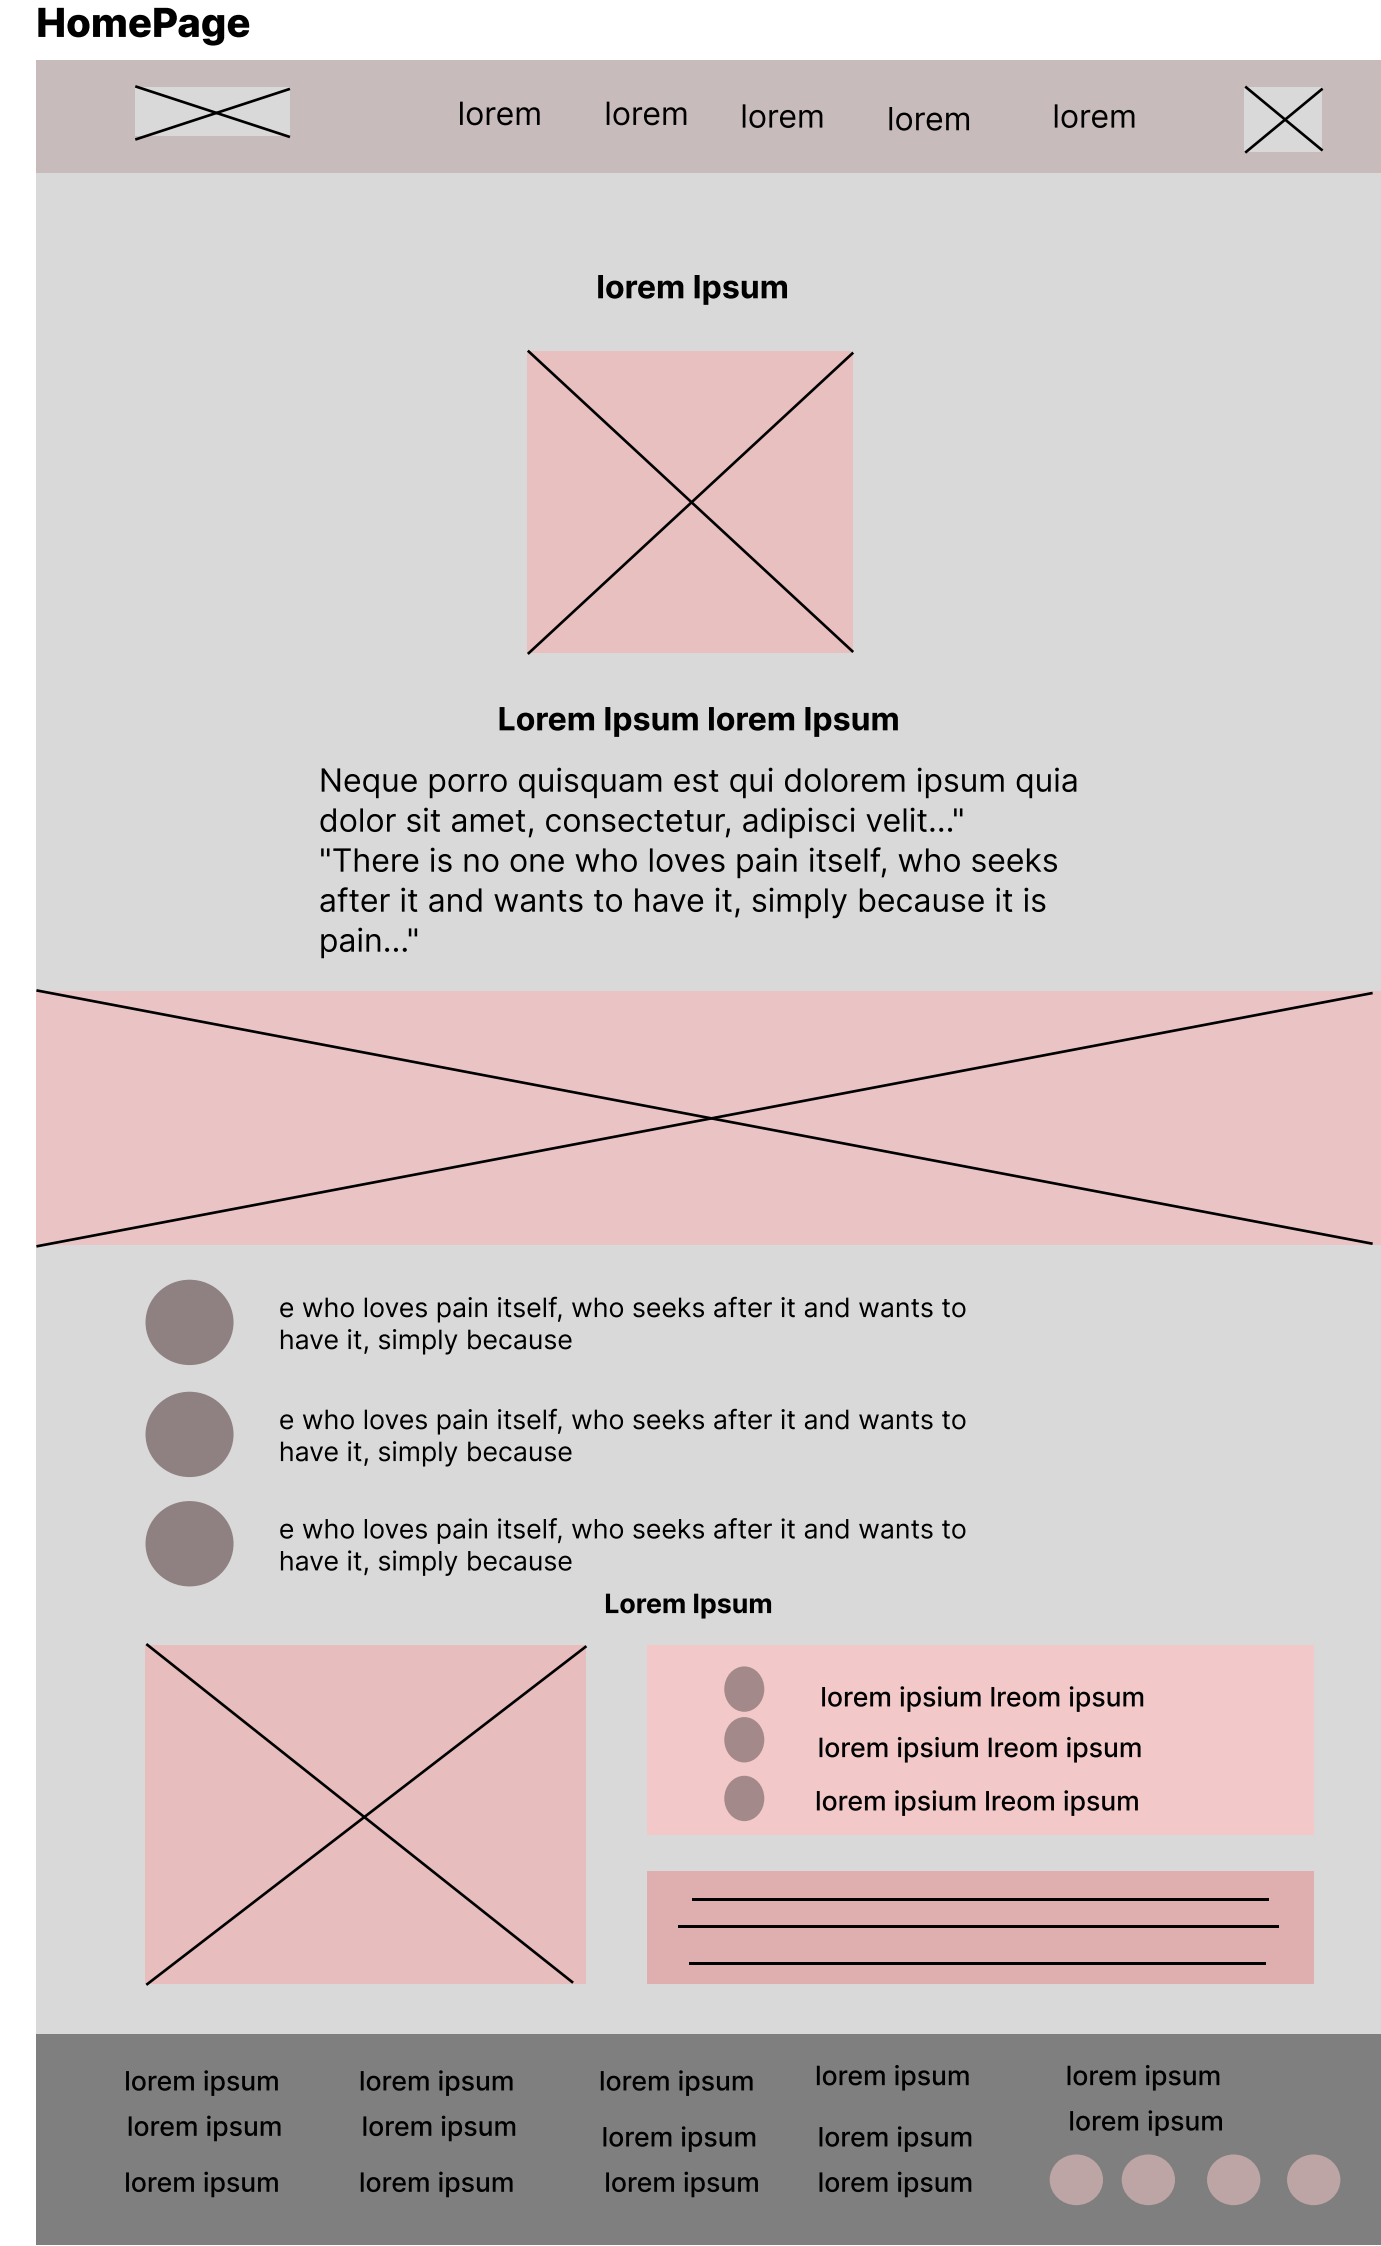 HomePage
lorem
lorem
lorem
lorem
lorem
lorem Ipsum
Lorem Ipsum lorem Ipsum
Neque porro quisquam est qui dolorem ipsum quia
dolor sit amet, consectetur, adipisci velit..."
"There is no one who loves pain itself, who seeks
after it and wants to have it, simply because it is
pain..."
e who loves pain itself, who seeks after it and wants to
have it, simply because
e who loves pain itself, who seeks after it and wants to
have it, simply because
e who loves pain itself, who seeks after it and wants to
have it, simply because
Lorem Ipsum
lorem ipsium lreom ipsum
lorem ipsium lreom ipsum
lorem ipsium lreom ipsum
lorem ipsum
lorem ipsum
lorem ipsum
lorem ipsum
lorem ipsum
lorem ipsum
lorem ipsum
lorem ipsum
lorem ipsum
lorem ipsum
lorem ipsum
lorem ipsum
lorem ipsum
lorem ipsum